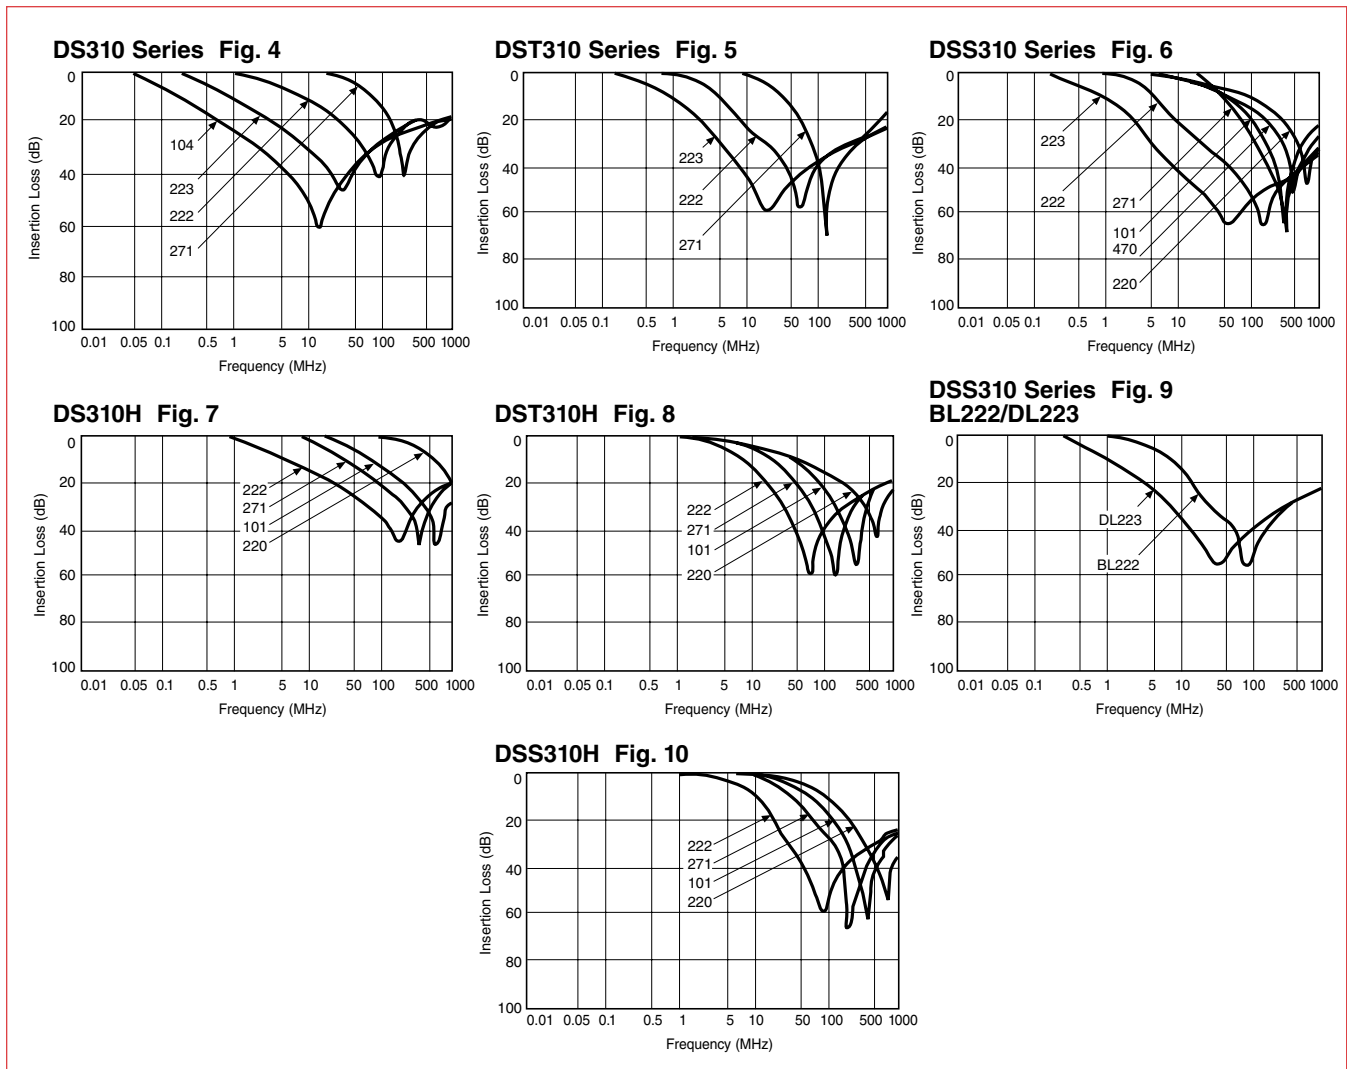 DS310 Series Fig. 4
0
20
40
60
80
100
Insertion Loss (dB)
104
223
222
271
0.01 0.05 0.1 0.5 1 5 10 50 100 500 1000
Frequency (MHz)
DST310 Series Fig. 5
0
20
40
60
80
100
Insertion Loss (dB)
223
222
271
0.01 0.05 0.1 0.5 1 5 10 50 100 500 1000
Frequency (MHz)
DSS310 Series Fig. 6
0
20
40
60
80
100
Insertion Loss (dB)
223
222
271
101
470
220
0.01 0.05 0.1 0.5 1 5 10 50 100 500 1000
Frequency (MHz)
DS310H Fig. 7
0
20
40
60
80
100
Insertion Loss (dB)
222
271
101
220
0.01 0.05 0.1 0.5 1 5 10 50 100 500 1000
Frequency (MHz)
DST310H Fig. 8
0
20
40
60
80
100
Insertion Loss (dB)
222
271
101
220
0.01 0.05 0.1 0.5 1 5 10 50 100 500 1000
Frequency (MHz)
DSS310 Series Fig. 9
BL222/DL223
0
20
40
60
80
100
Insertion Loss (dB)
DL223
BL222
0.01 0.05 0.1 0.5 1 5 10 50 100 500 1000
Frequency (MHz)
DSS310H Fig. 10
0
20
40
60
80
100
Insertion Loss (dB)
222
271
101
220
0.01 0.05 0.1 0.5 1 5 10 50 100 500 1000
Frequency (MHz)